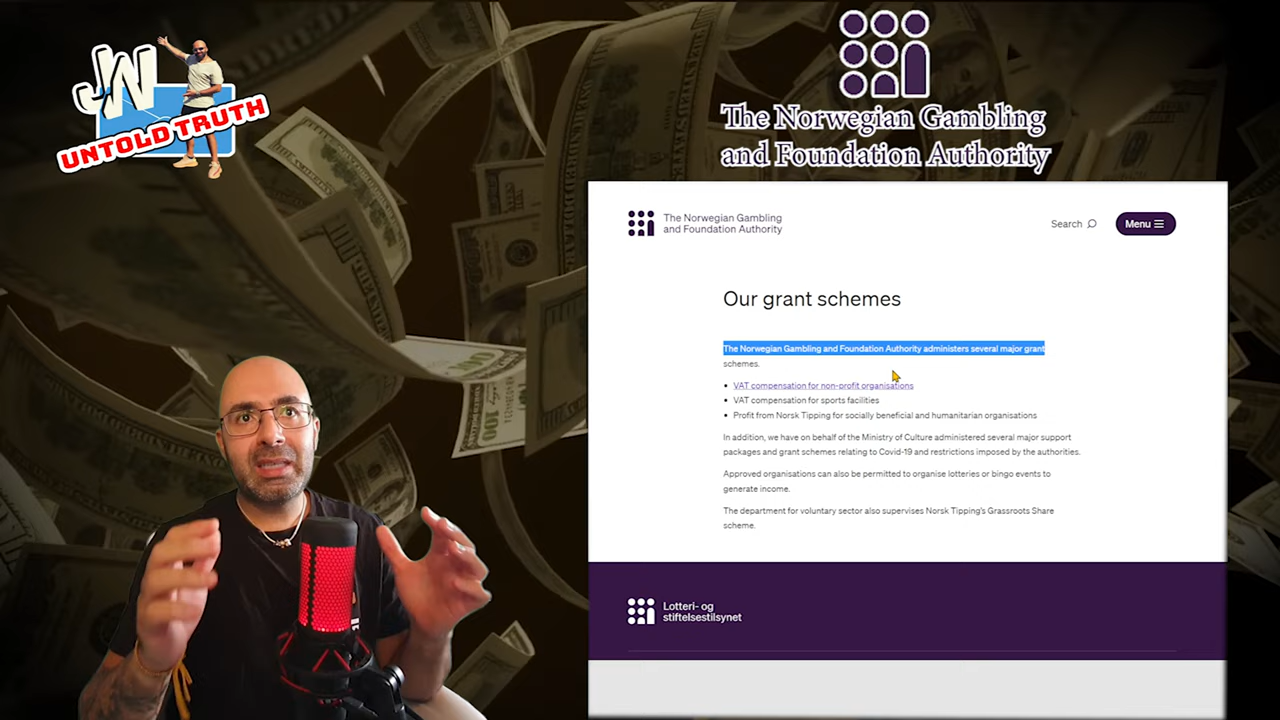 JW
UNTOLD TRUTH
The Norwegian Gambling
and Foundation Authority
The Norwegian Gambling
and Foundation Authority
Search
Menu
Our grant schemes
The Norwegian Gambling and Foundation Authority administers several major grant
schemes.
• VAT compensation for non-profit organisations
• VAT compensation for sports facilities
• Profit from Norsk Tipping for socially beneficial and humanitarian organisations
In addition, we have on behalf of the Ministry of Culture administered several major support
packages and grant schemes relating to Covid-19 and restrictions imposed by the authorities.
Approved organisations can also be permitted to organise lotteries or bingo events to
generate income.
The department for voluntary sector also supervises Norsk Tipping's Grassroots Share
scheme.
Lotteri- og
stiftelsestilsynet
100